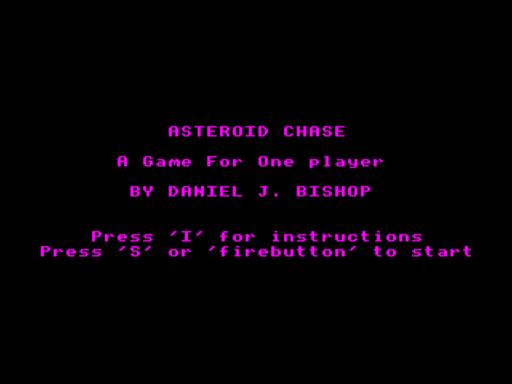 ASTEROID CHASE
A Game For One player
BY DANIEL J. BISHOP
Press 'I' for instructions
Press 'S' or 'firebutton' to start